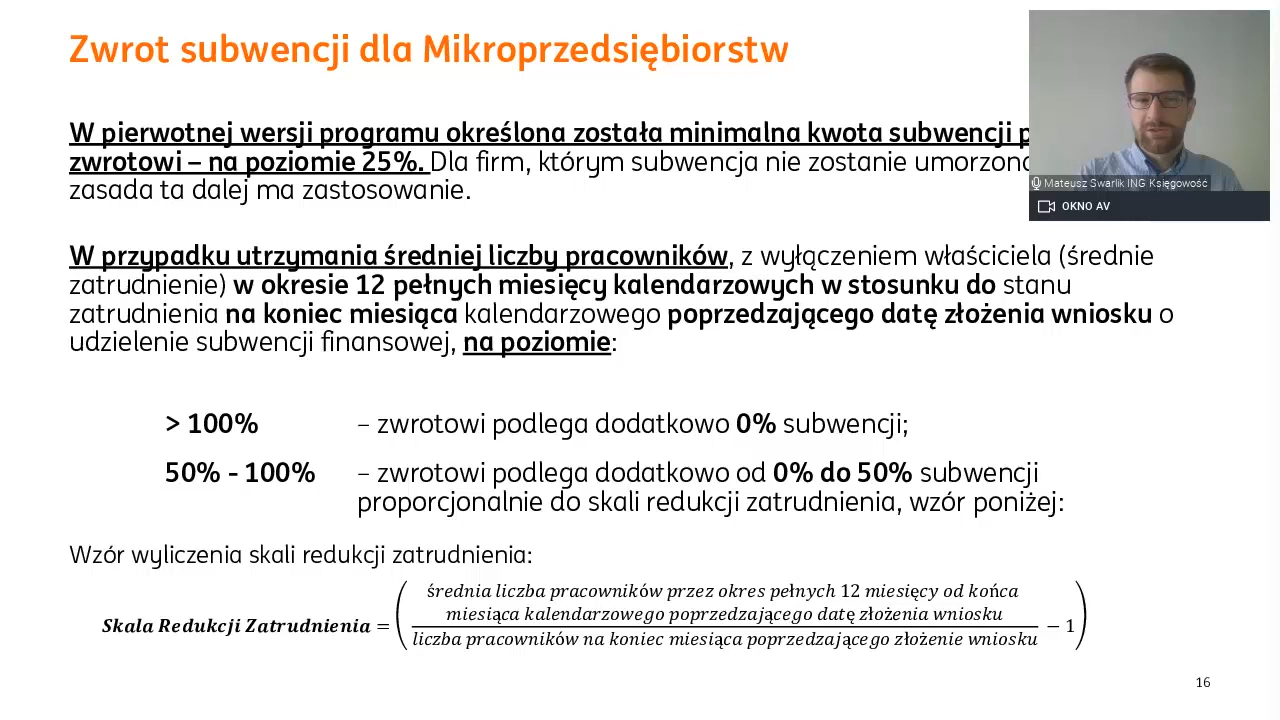 Zwrot subwencji dla Mikroprzedsiębiorstw
W pierwotnej wersji programu określona została minimalna kwota subwencji
zwrotowi – na poziomie 25%. Dla firm, którym subwencja nie zostanie
zasada ta dalej ma zastosowanie.
Mateusz Swarlik ING Księgowość
OKNO AV
W przypadku utrzymania średniej liczby pracowników, z wyłączeniem właściciela (średnie
zatrudnienie) w okresie 12 pełnych miesięcy kalendarzowych w stosunku do stanu
zatrudnienia na koniec miesiąca kalendarzowego poprzedzającego datę złożenia wniosku o
udzielenie subwencji finansowej, na poziomie:
> 100% – zwrotowi podlega dodatkowo 0% subwencji;
50% - 100% – zwrotowi podlega dodatkowo od 0% do 50% subwencji
proporcjonalnie do skali redukcji zatrudnienia, wzór poniżej:
Wzór wyliczenia skali redukcji zatrudnienia:
średnia liczba pracowników przez okres pełnych 12 miesięcy od końca
miesiąca kalendarzowego poprzedzającego datę złożenia wniosku
Skala Redukcji Zatrudnienia = ( − 1 )
liczba pracowników na koniec miesiąca poprzedzającego złożenie wniosku
16